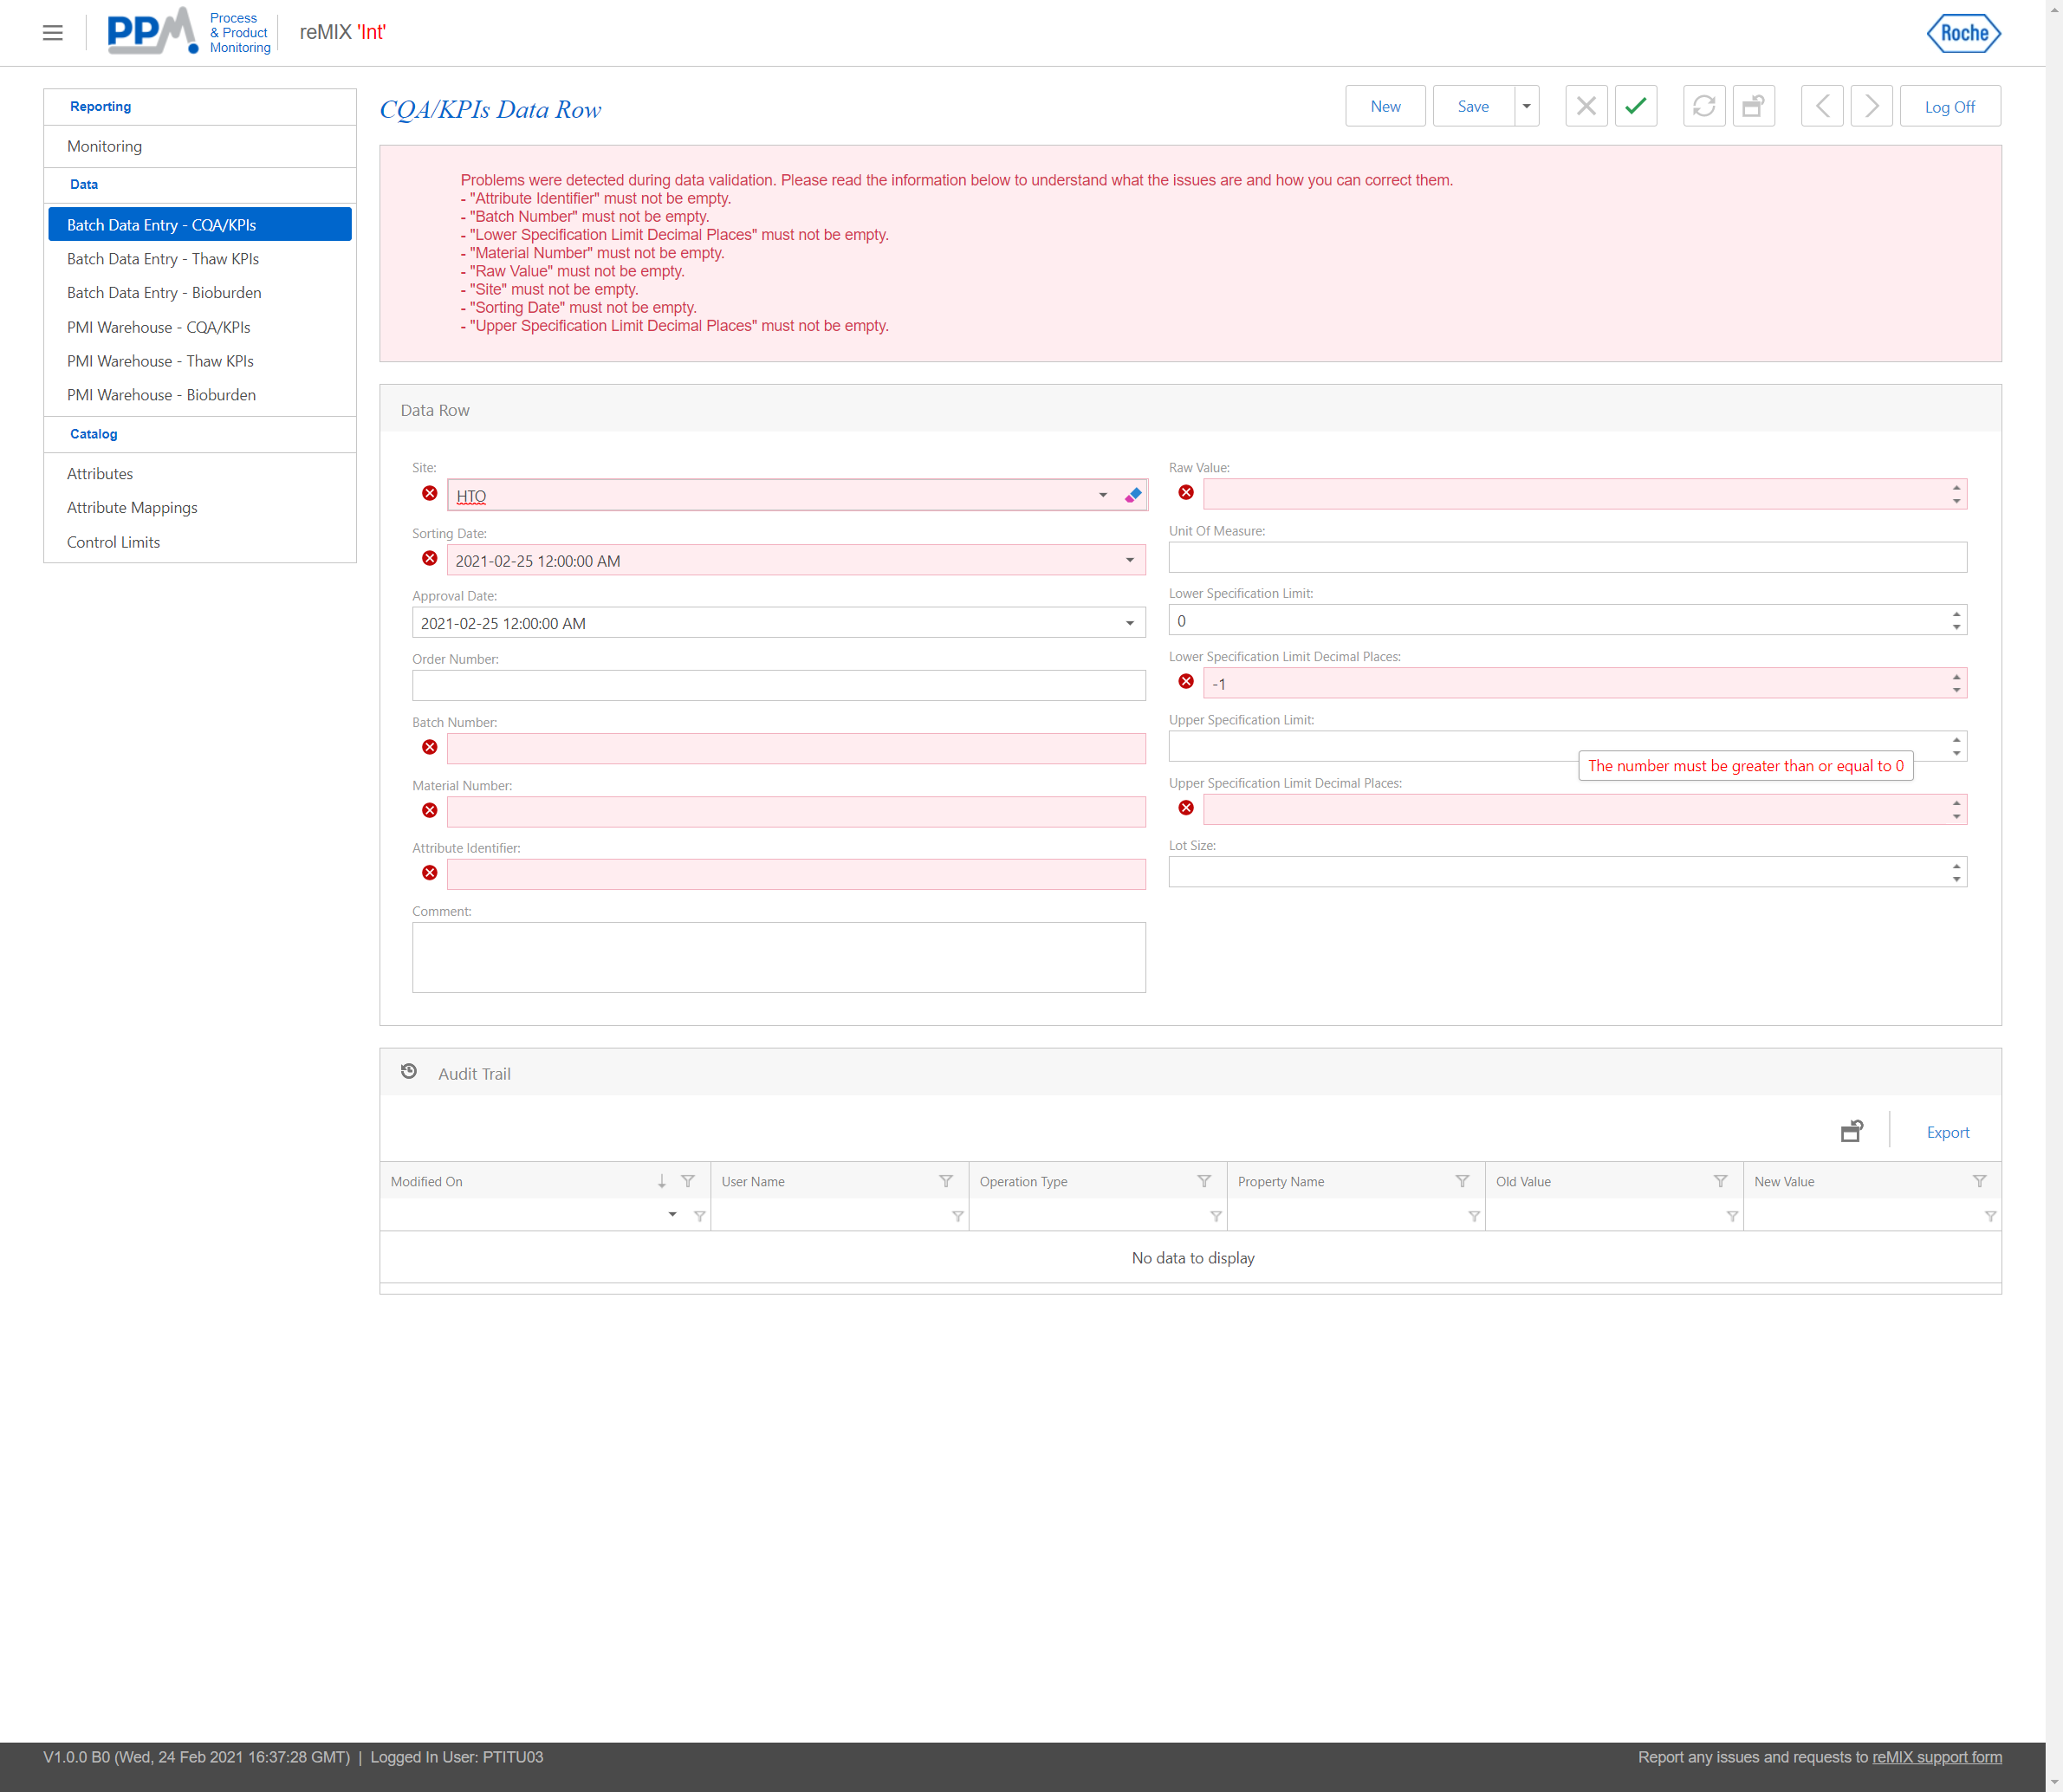 PPM
Process
& Product
Monitoring
reMIX 'Int'
Roche
Reporting
Monitoring
Data
Batch Data Entry - CQA/KPIs
Batch Data Entry - Thaw KPIs
Batch Data Entry - Bioburden
PMI Warehouse - CQA/KPIs
PMI Warehouse - Thaw KPIs
PMI Warehouse - Bioburden
Catalog
Attributes
Attribute Mappings
Control Limits
CQA/KPIs Data Row
New
Save
Log Off
Problems were detected during data validation. Please read the information below to understand what the issues are and how you can correct them.
- "Attribute Identifier" must not be empty.
- "Batch Number" must not be empty.
- "Lower Specification Limit Decimal Places" must not be empty.
- "Material Number" must not be empty.
- "Raw Value" must not be empty.
- "Site" must not be empty.
- "Sorting Date" must not be empty.
- "Upper Specification Limit Decimal Places" must not be empty.
Data Row
Site:
HTO
Sorting Date:
2021-02-25 12:00:00 AM
Approval Date:
2021-02-25 12:00:00 AM
Order Number:
Batch Number:
Material Number:
Attribute Identifier:
Comment:
Raw Value:
Unit Of Measure:
Lower Specification Limit:
0
Lower Specification Limit Decimal Places:
-1
Upper Specification Limit:
The number must be greater than or equal to 0
Upper Specification Limit Decimal Places:
Lot Size:
Audit Trail
Export
Modified On
User Name
Operation Type
Property Name
Old Value
New Value
No data to display
V1.0.0 B0 (Wed, 24 Feb 2021 16:37:28 GMT) | Logged In User: PTITU03
Report any issues and requests to reMIX support form